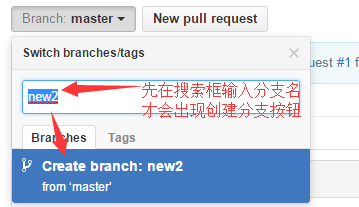 Branch: master
New pull request
Switch branches/tags
uest #1 f
new2
先在搜索框输入分支名
才会出现创建分支按钮
Branches
Tags
Create branch: new2
from 'master'